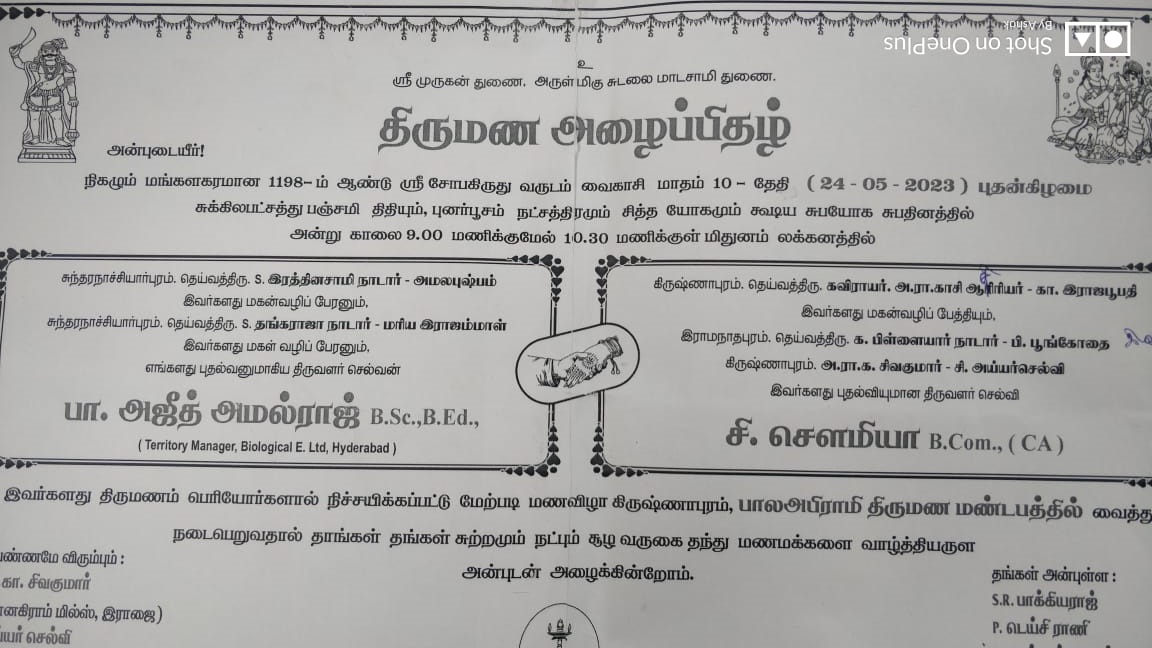 உ
ஸ்ரீ முருகன் துணை. அருள்மிகு சுடலை மாடசாமி துணை.
திருமண அழைப்பிதழ்
அன்புடையீர்!
நிகழும் மங்களகரமான 1198-ம் ஆண்டு ஸ்ரீ சோபகிருது வருடம் வைகாசி மாதம் 10 - தேதி ( 24 - 05 - 2023 ) புதன்கிழமை
சுக்கிலபட்சத்து பஞ்சமி திதியும், புனர்பூசம் நட்சத்திரமும் சித்த யோகமும் கூடிய சுபயோக சுபதினத்தில்
அன்று காலை 9.00 மணிக்குமேல் 10.30 மணிக்குள் மிதுனம் லக்கனத்தில்
சுந்தரநாச்சியார்புரம். தெய்வத்திரு. S. இரத்தினசாமி நாடார் - அமலபுஷ்பம்
இவர்களது மகன்வழிப் பேரனும்,
சுந்தரநாச்சியார்புரம். தெய்வத்திரு. S. தங்கராஜா நாடார் - மரிய இராஜம்மாள்
இவர்களது மகள் வழிப் பேரனும்,
எங்களது புதல்வனுமாகிய திருவளர் செல்வன்
பா. அஜீத் அமல்ராஜ் B.Sc.,B.Ed.,
( Territory Manager, Biological E. Ltd, Hyderabad )
கிருஷ்ணாபுரம். தெய்வத்திரு. கவிராயர். அ.ரா.காசி ஆசிரியர் - கா. இராஜபூபதி
இவர்களது மகன்வழிப் பேத்தியும்,
இராமநாதபுரம். தெய்வத்திரு. க. பிள்ளையார் நாடார் - பி. பூங்கோதை
கிருஷ்ணாபுரம். அ.ரா.க. சிவகுமார் - சி. அய்யர்செல்வி
இவர்களது புதல்வியுமான திருவளர் செல்வி
சி. சௌமியா B.Com., ( CA )
இவர்களது திருமணம் பெரியோர்களால் நிச்சயிக்கப்பட்டு மேற்படி மணவிழா கிருஷ்ணாபுரம், பாலஅபிராமி திருமண மண்டபத்தில் வைத்து
நடைபெறுவதால் தாங்கள் தங்கள் சுற்றமும் நட்பும் சூழ வருகை தந்து மணமக்களை வாழ்த்தியருள
அன்புடன் அழைக்கின்றோம்.
விரும்பும் :
கா. சிவகுமார்
மில்ஸ், இராஜை)
செல்வி
தங்கள் அன்புள்ள :
S.R. பாக்கியராஜ்
P. டெய்சி ராணி
Shot on OnePlus
By Ashok